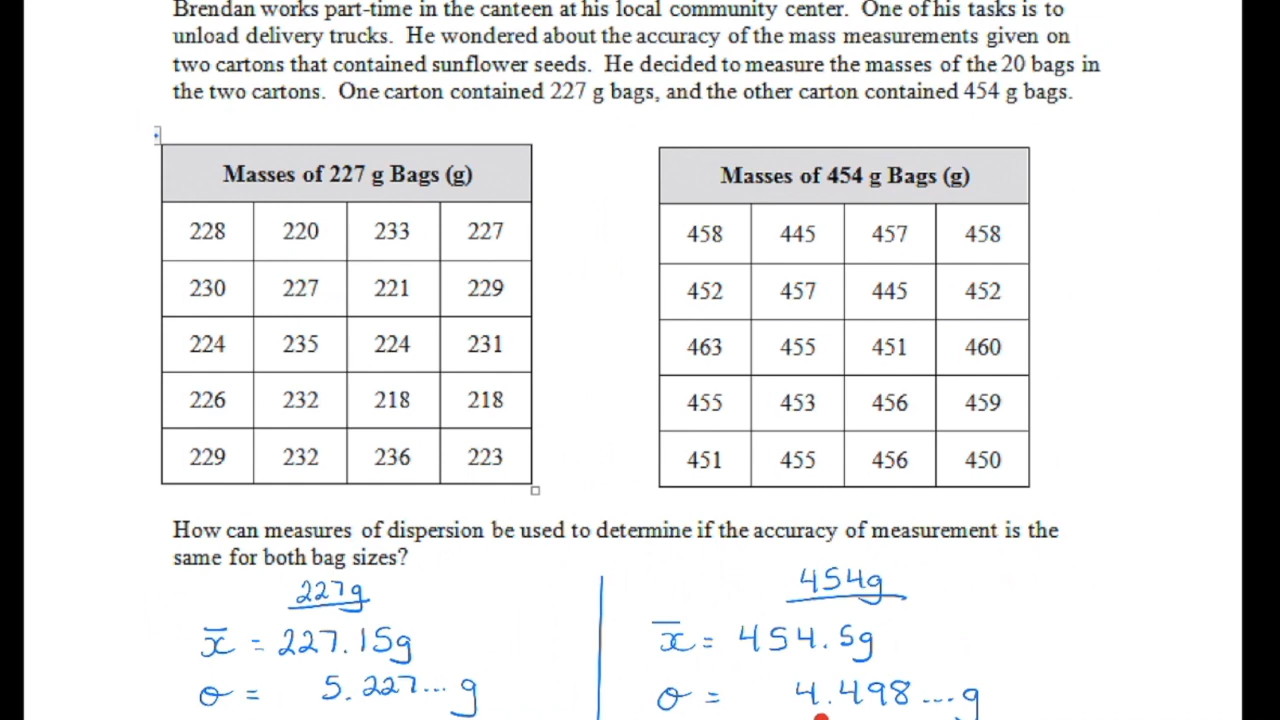 Brendan works part-time in the canteen at his local community center. One of his tasks is to
unload delivery trucks. He wondered about the accuracy of the mass measurements given on
two cartons that contained sunflower seeds. He decided to measure the masses of the 20 bags in
the two cartons. One carton contained 227 g bags, and the other carton contained 454 g bags.
Masses of 227 g Bags (g)
228 220 233 227
230 227 221 229
224 235 224 231
226 232 218 218
229 232 236 223
Masses of 454 g Bags (g)
458 445 457 458
452 457 445 452
463 455 451 460
455 453 456 459
451 455 456 450
How can measures of dispersion be used to determine if the accuracy of measurement is the
same for both bag sizes?
227g
x̅ = 227.15g
σ = 5.227... g
454g
x̅ = 454.5g
σ = 4.498...g